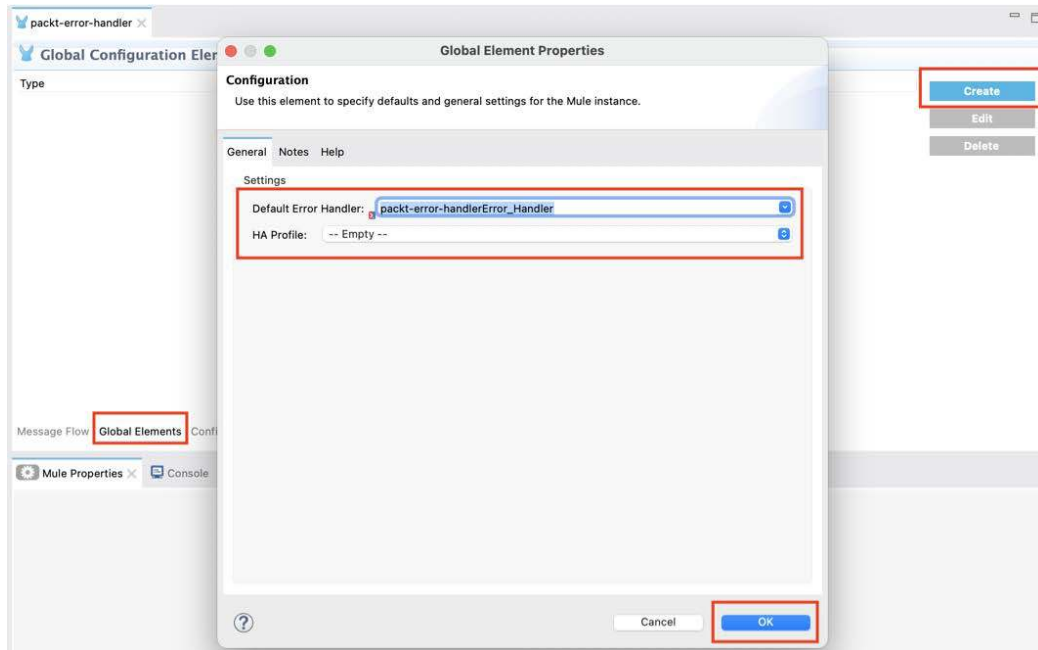 packt-error-handler
Global Configuration Eler
Type
Create
Edit
Delete
Global Element Properties
Configuration
Use this element to specify defaults and general settings for the Mule instance.
General Notes Help
Settings
Default Error Handler: packt-error-handlerError_Handler
HA Profile: -- Empty --
Message Flow Global Elements Confi
Mule Properties Console
? Cancel OK